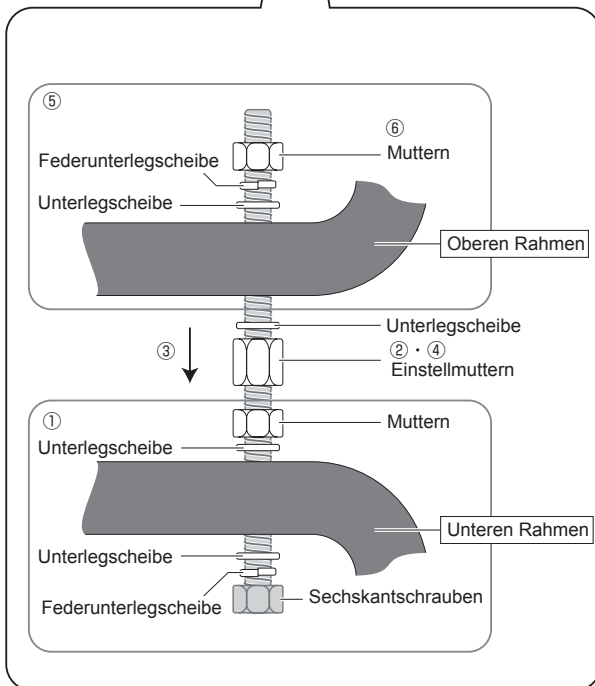 ⑤
⑥
Federunterlegscheibe
Muttern
Unterlegscheibe
Oberen Rahmen
Unterlegscheibe
③
② · ④
Einstellmuttern
①
Muttern
Unterlegscheibe
Unteren Rahmen
Unterlegscheibe
Federunterlegscheibe
Sechskantschrauben